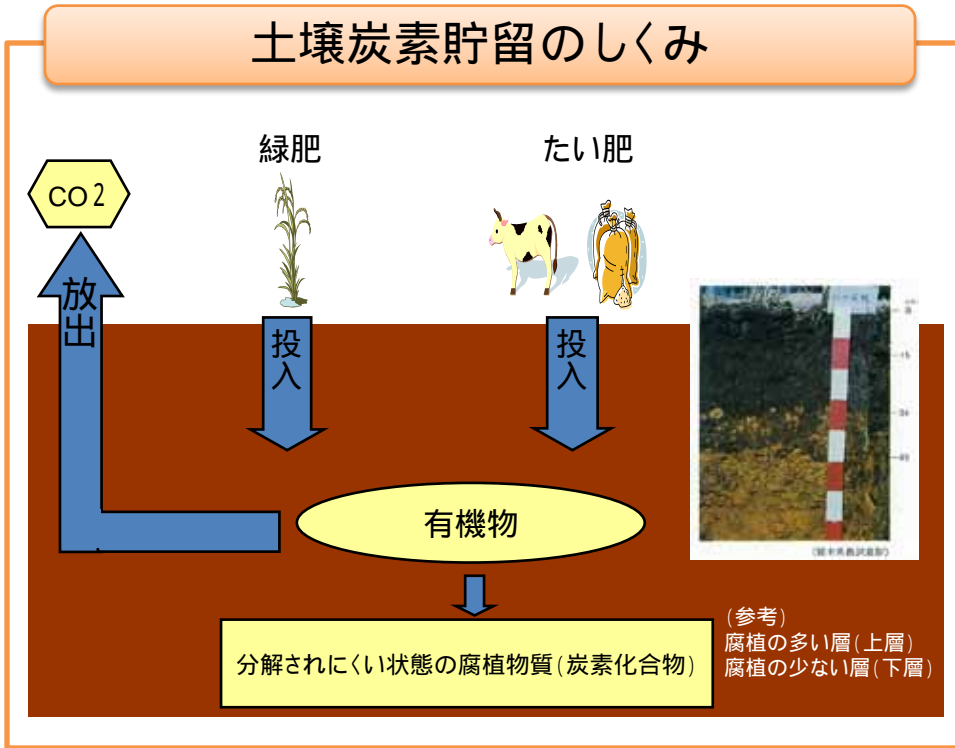 土壌炭素貯留のしくみ
緑肥
たい肥
CO2
放出
投入
投入
有機物
分解されにくい状態の腐植物質(炭素化合物)
(参考)
腐植の多い層(上層)
腐植の少ない層(下層)